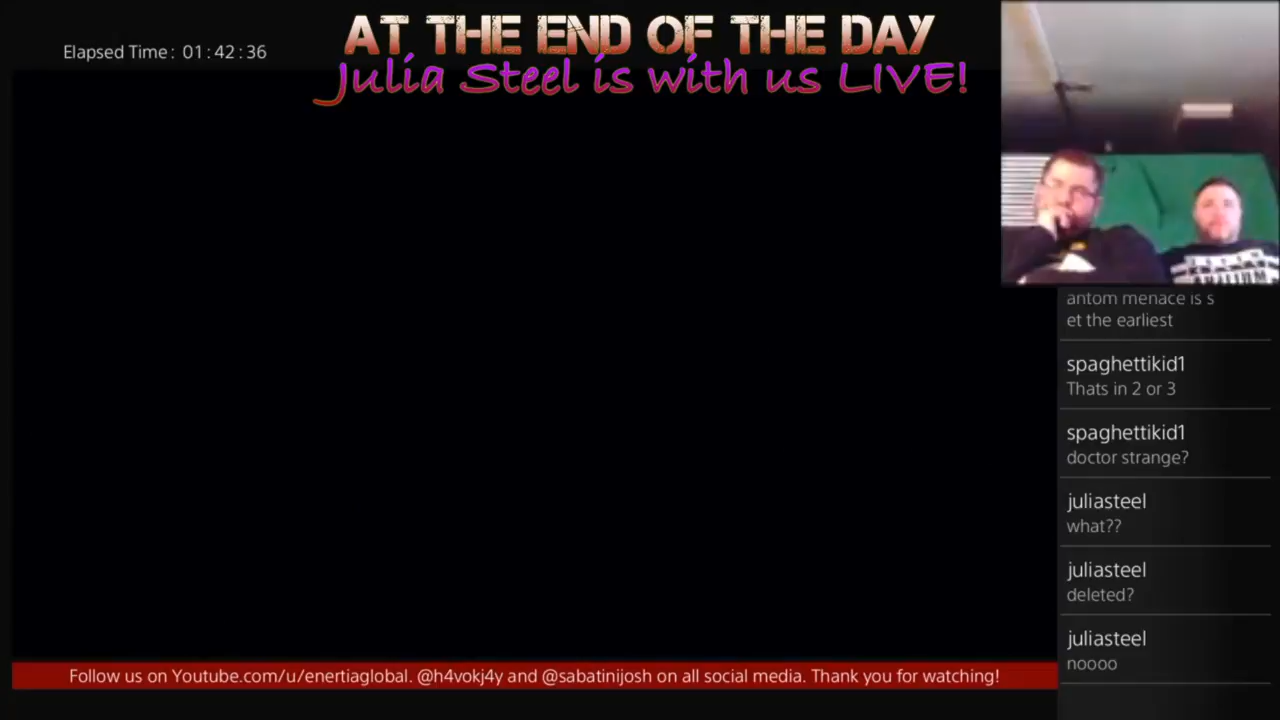 Elapsed Time: 01:42:36
AT THE END OF THE DAY
Julia Steel is with us LIVE!
antom menace is s
et the earliest
spaghettikid1
Thats in 2 or 3
spaghettikid1
doctor strange?
juliasteel
what??
juliasteel
deleted?
juliasteel
noooo
Follow us on Youtube.com/u/enertiaglobal. @h4vokj4y and @sabatinijosh on all social media. Thank you for watching!